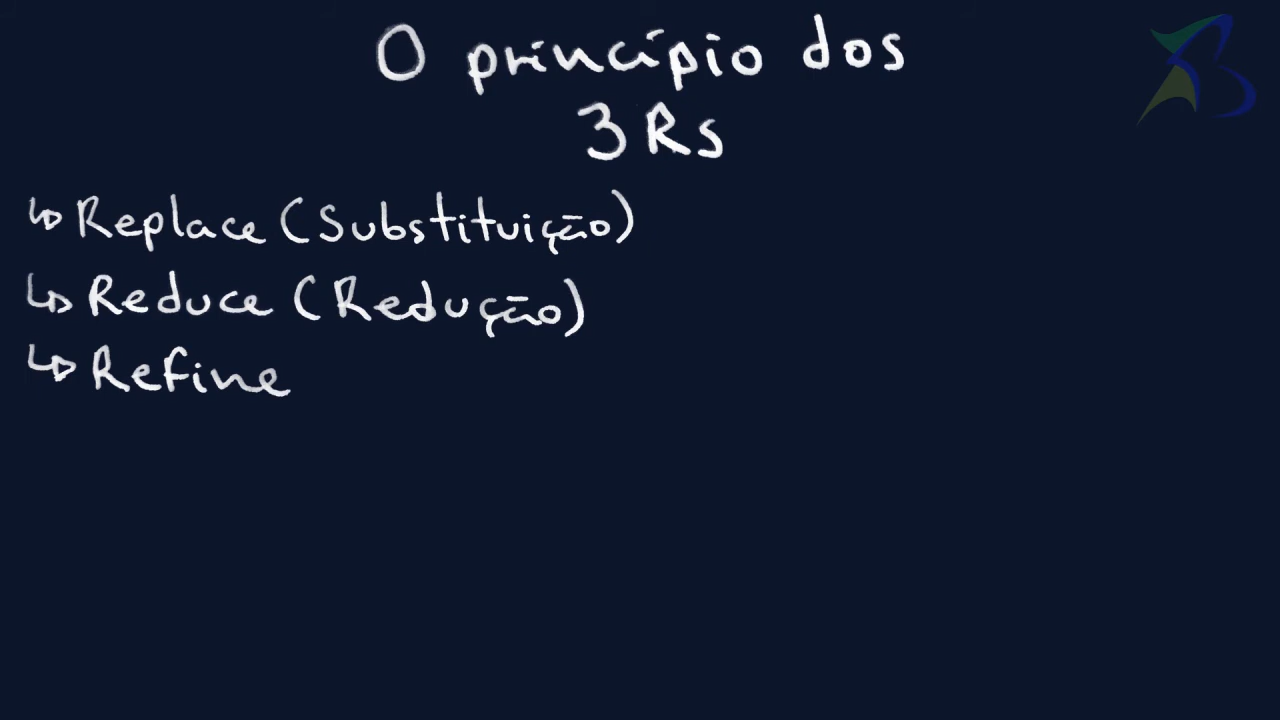 O princípio dos
3Rs
↳ Replace (Substituição)
↳ Reduce (Redução)
↳ Refine